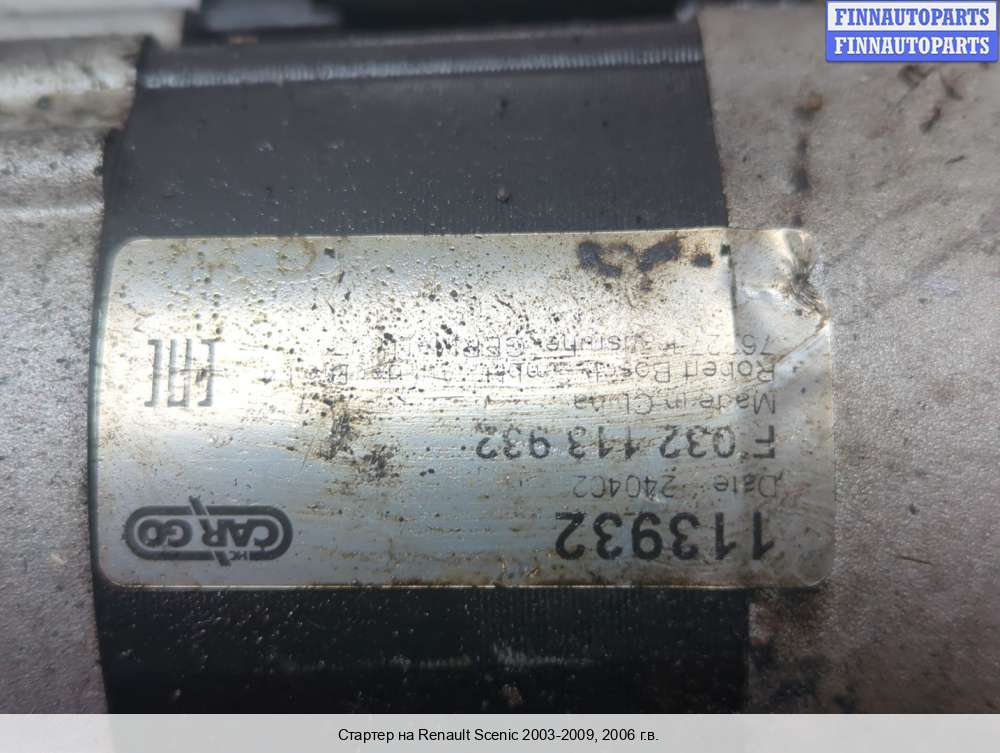 FINNAUTOPARTS
FINNAUTOPARTS
HC
CARGO
113932
Date 2404C2
F 032 113 932
Made in China
Robert Bosch
EAC
Стартер на Renault Scenic 2003-2009, 2006 г.в.